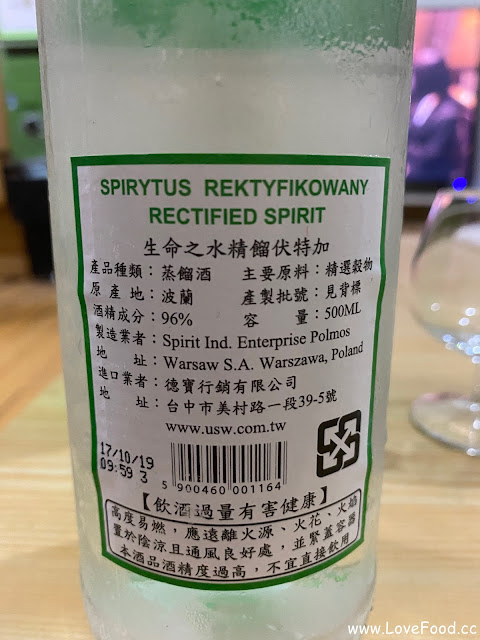 SPIRYTUS REKTYFIKOWANY
RECTIFIED SPIRIT
生命之水精餾伏特加
產品種類：蒸餾酒 主要原料：精選穀物
原產地：波蘭 產製批號：見背標
酒精成分：96% 容量：500ML
製造業者：Spirit Ind. Enterprise Polmos
地址：Warsaw S.A. Warszawa, Poland
進口業者：德寶行銷有限公司
地址：台中市美村路一段39-5號
www.usw.com.tw
17/10/19
09:59 3
5 900460 001164
【飲酒過量有害健康】
高度易燃，應遠離火源、火花、火焰
置於陰涼且通風良好處，並緊蓋容器
本酒品酒精度過高，不宜直接飲用
www.LoveFood.cc